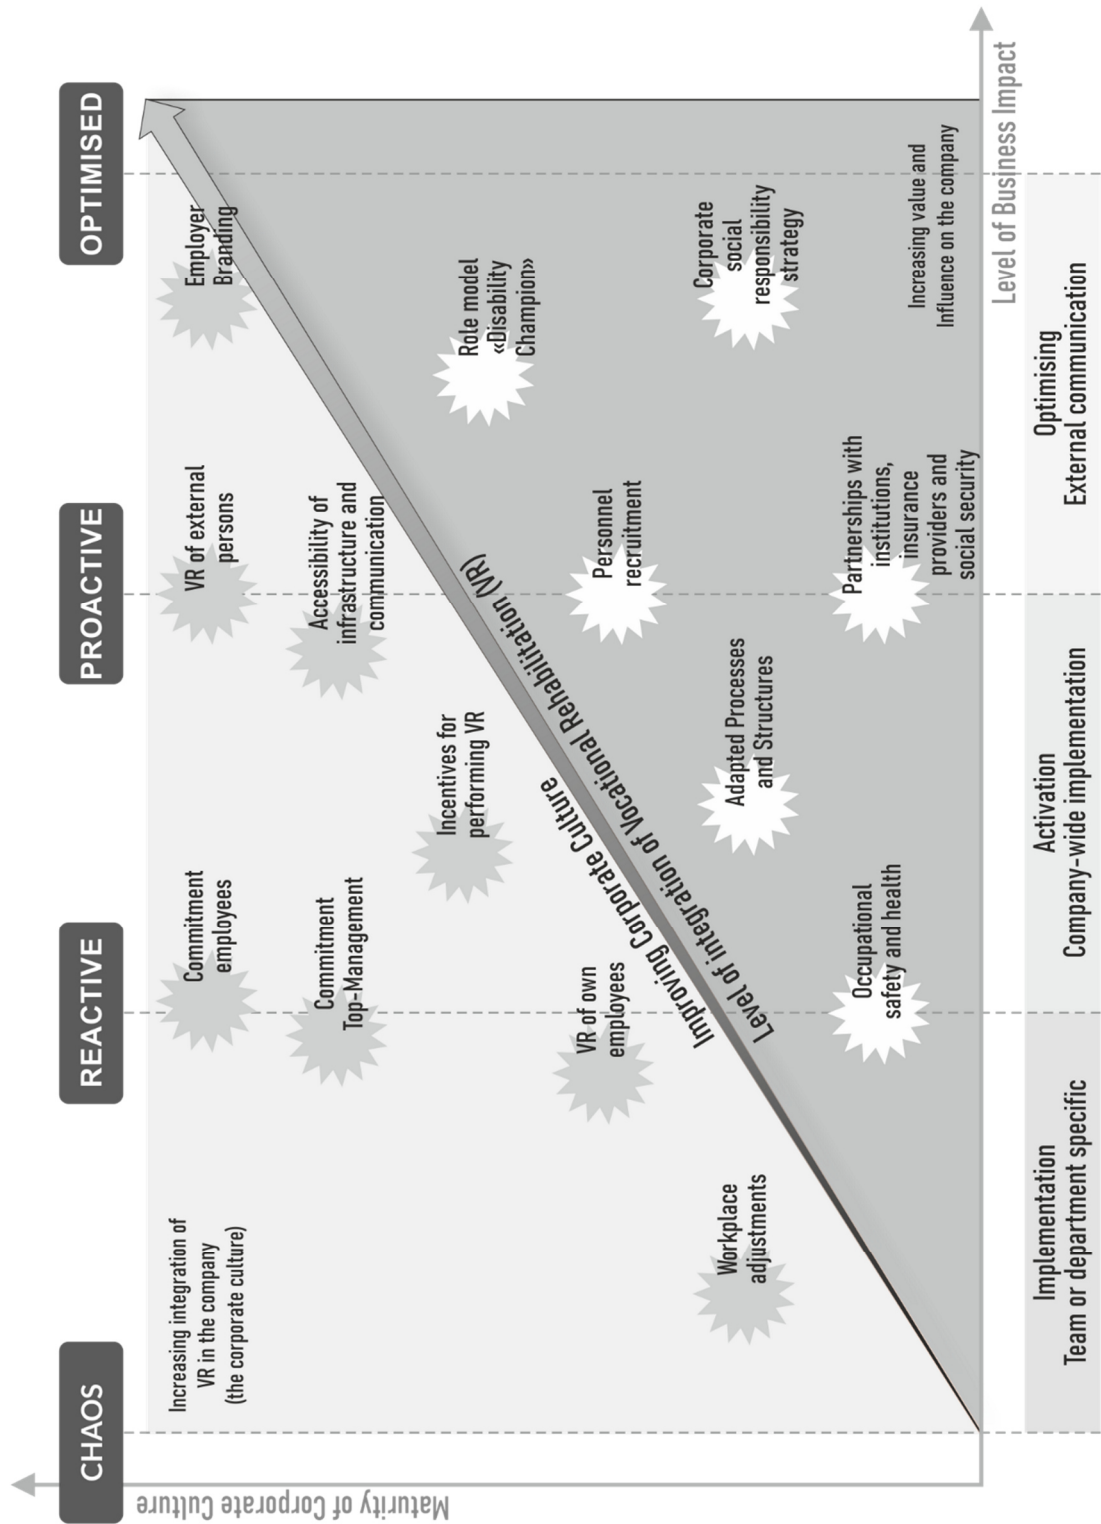 CHAOS
REACTIVE
PROACTIVE
OPTIMISED
Maturity of Corporate Culture
Increasing integration of
VR in the company
(the corporate culture)
Commitment
employees
VR of external
persons
Employer
Branding
Commitment
Top-Management
Accessibility of
infrastructure and
communication
Incentives for
performing VR
Role model
«Disability
Champion»
VR of own
employees
Personnel
recruitment
Improving Corporate Culture
Level of integration of Vocational Rehabilitation (VR)
Workplace
adjustments
Adapted Processes
and Structures
Corporate
social
responsibility
strategy
Occupational
safety and health
Partnerships with
institutions,
insurance
providers and
social security
Increasing value and
Influence on the company
Level of Business Impact
Implementation
Team or department specific
Activation
Company-wide implementation
Optimising
External communication